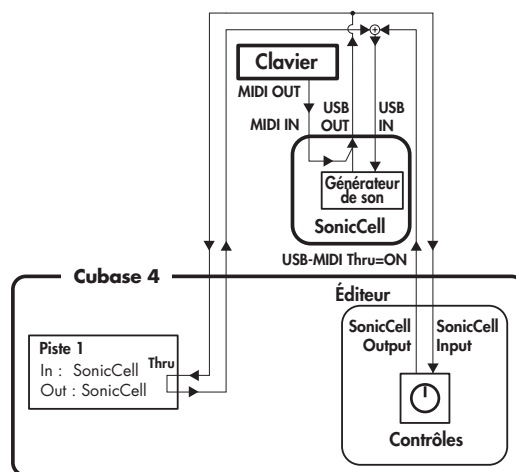 Clavier
MIDI OUT
MIDI IN
USB
OUT
USB
IN
Générateur
de son
SonicCell
USB-MIDI Thru=ON
Cubase 4
Éditeur
SonicCell
Output
SonicCell
Input
Piste 1
Thru
In : SonicCell
Out : SonicCell
Contrôles